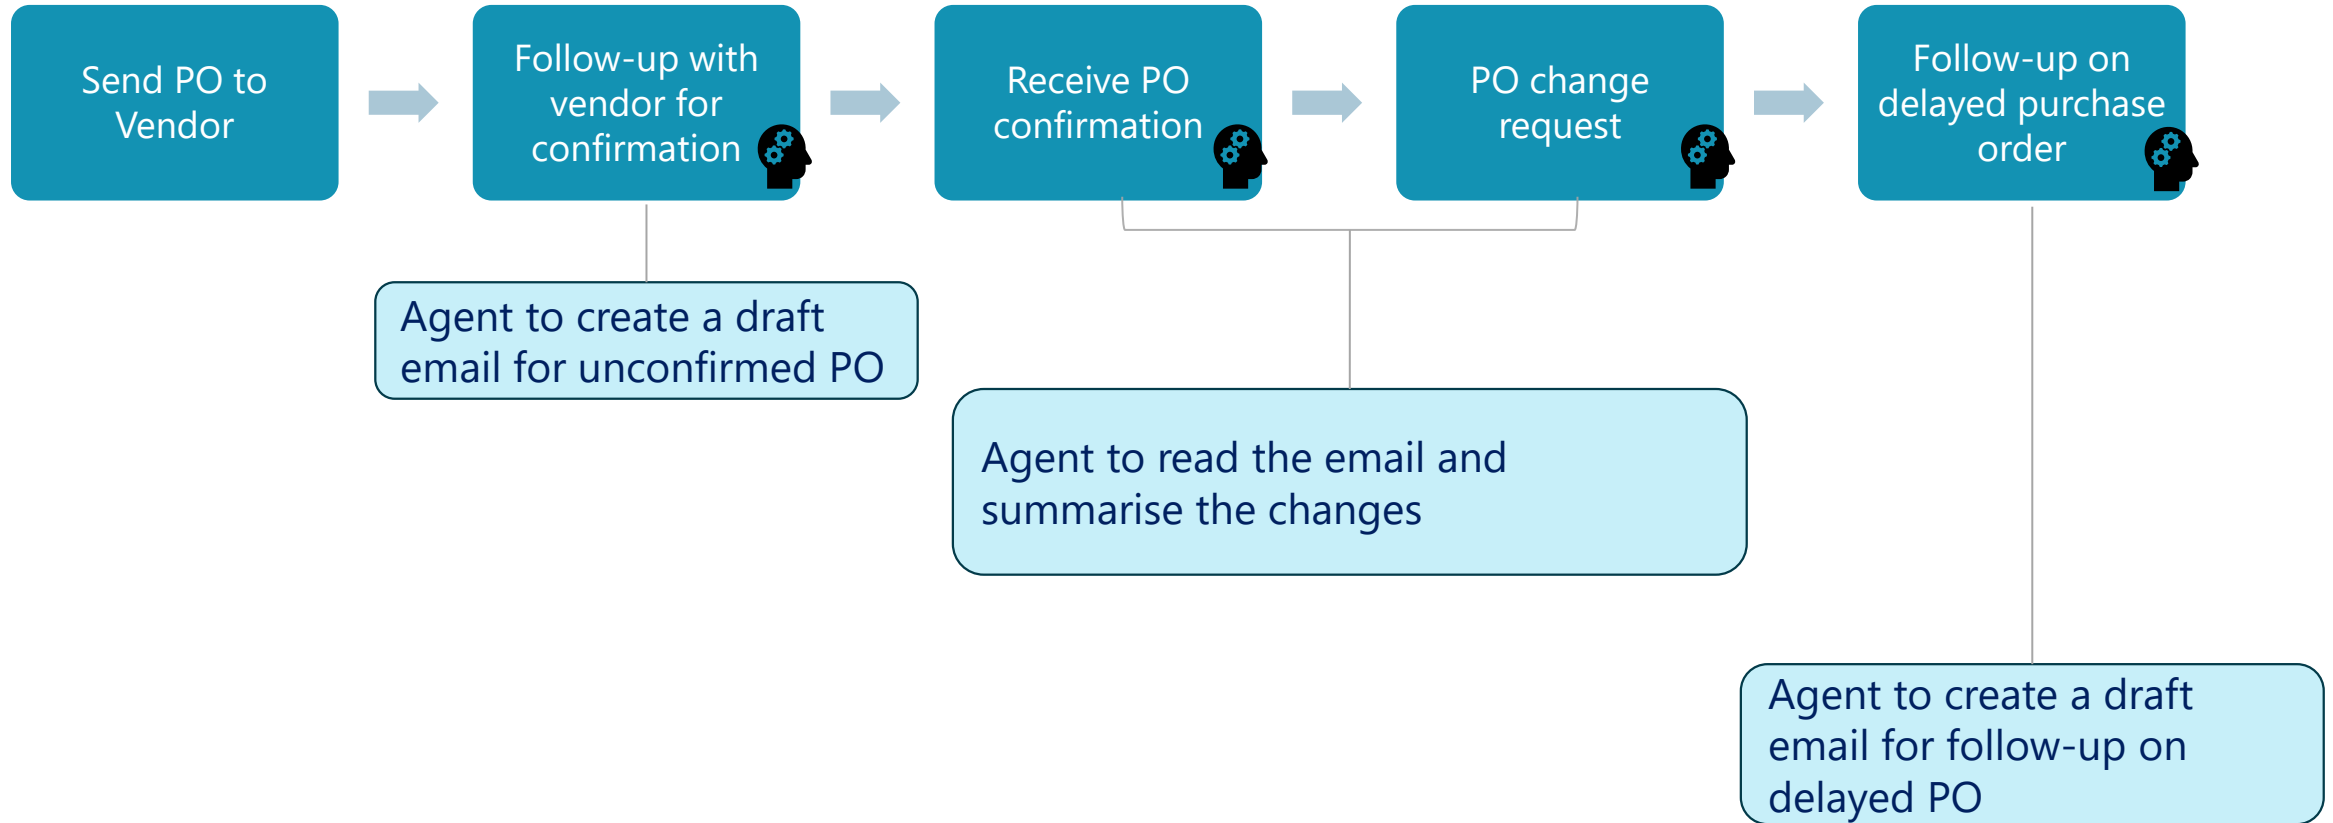 Send PO to
Vendor
Follow-up with
vendor for
confirmation
Receive PO
confirmation
PO change
request
Follow-up on
delayed purchase
order
Agent to create a draft
email for unconfirmed PO
Agent to read the email and
summarise the changes
Agent to create a draft
email for follow-up on
delayed PO